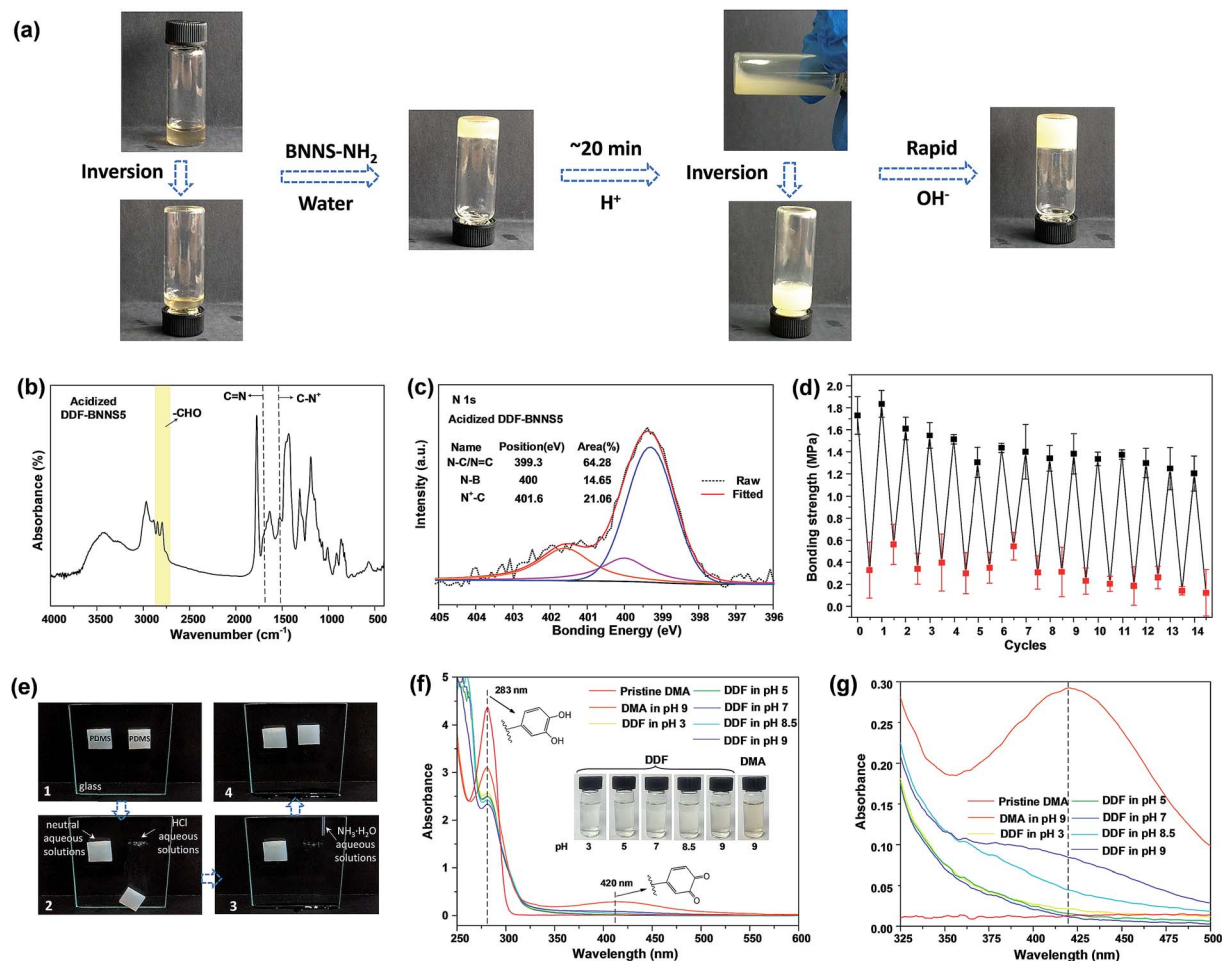 (a)
Inversion
BNNS-NH₂
Water
~20 min
H⁺
Inversion
Rapid
OH⁻
(b)
Acidized
DDF-BNNS5
C=N
C-N⁺
-CHO
Absorbance (%)
4000 3500 3000 2500 2000 1500 1000 500
Wavenumber (cm⁻¹)
(c)
N 1s
Acidized DDF-BNNS5
Name Position(eV) Area(%)
N-C/N=C 399.3 64.28
N-B 400 14.65
N⁺-C 401.6 21.06
Raw
Fitted
Intensity (a.u.)
405 404 403 402 401 400 399 398 397 396
Bonding Energy (eV)
(d)
Bonding strength (MPa)
2.0
1.8
1.6
1.4
1.2
1.0
0.8
0.6
0.4
0.2
0.0
0 1 2 3 4 5 6 7 8 9 10 11 12 13 14
Cycles
(e)
PDMS PDMS
glass
1
4
neutral
aqueous
solutions
HCl
aqueous
solutions
2
NH₃·H₂O
aqueous
solutions
3
(f)
283 nm
OH
OH
Pristine DMA
DMA in pH 9
DDF in pH 3
DDF in pH 5
DDF in pH 7
DDF in pH 8.5
DDF in pH 9
DDF DMA
pH 3 5 7 8.5 9 9
420 nm
O
O
Absorbance
5
4
3
2
1
0
250 300 350 400 450 500 550 600
Wavelength (nm)
(g)
Absorbance
0.30
0.25
0.20
0.15
0.10
0.05
0.00
Pristine DMA
DMA in pH 9
DDF in pH 3
DDF in pH 5
DDF in pH 7
DDF in pH 8.5
DDF in pH 9
325 350 375 400 425 450 475 500
Wavelength (nm)